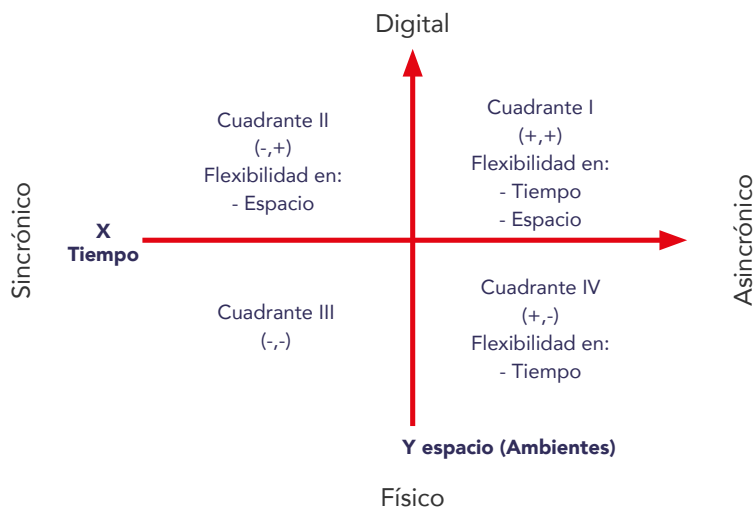 Digital
Cuadrante II
(-,+)
Flexibilidad en:
- Espacio
Cuadrante I
(+,+)
Flexibilidad en:
- Tiempo
- Espacio
Sincrónico
X
Tiempo
Asincrónico
Cuadrante III
(-,-)
Cuadrante IV
(+,-)
Flexibilidad en:
- Tiempo
Y espacio (Ambientes)
Físico